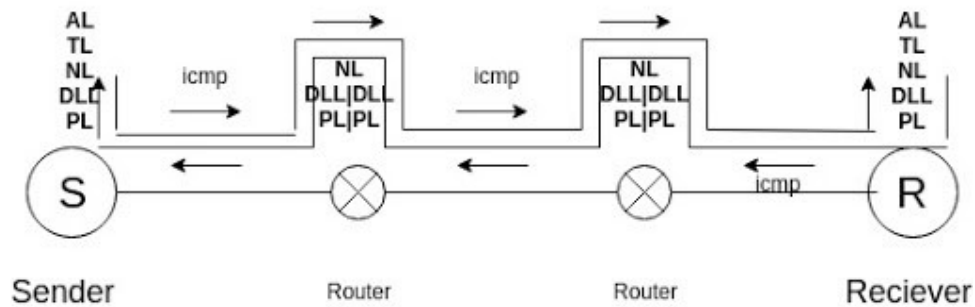 AL
TL
NL
DLL
PL
icmp
NL
DLL|DLL
PL|PL
icmp
NL
DLL|DLL
PL|PL
AL
TL
NL
DLL
PL
icmp
S
R
Sender
Router
Router
Reciever